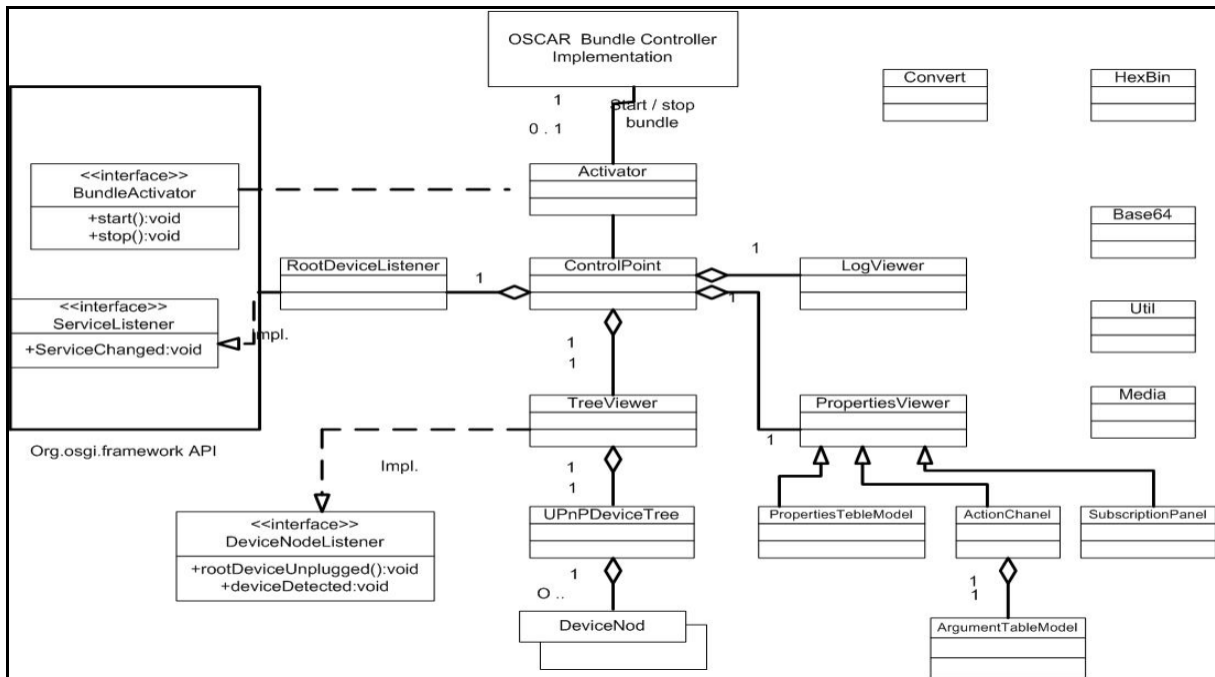 OSCAR Bundle Controller
Implementation
1
Start / stop
bundle
0 . 1
Convert
HexBin
<<interface>>
BundleActivator
+start():void
+stop():void
Activator
Base64
RootDeviceListener
1
ControlPoint
1
LogViewer
1
<<interface>>
ServiceListener
+ServiceChanged:void
Impl.
Util
1
1
TreeViewer
PropertiesViewer
1
Media
Org.osgi.framework API
Impl.
1
1
<<interface>>
DeviceNodeListener
+rootDeviceUnplugged():void
+deviceDetected:void
UPnPDeviceTree
PropertiesTebleModel
ActionChanel
SubscriptionPanel
1
O ..
DeviceNod
1
1
ArgumentTableModel